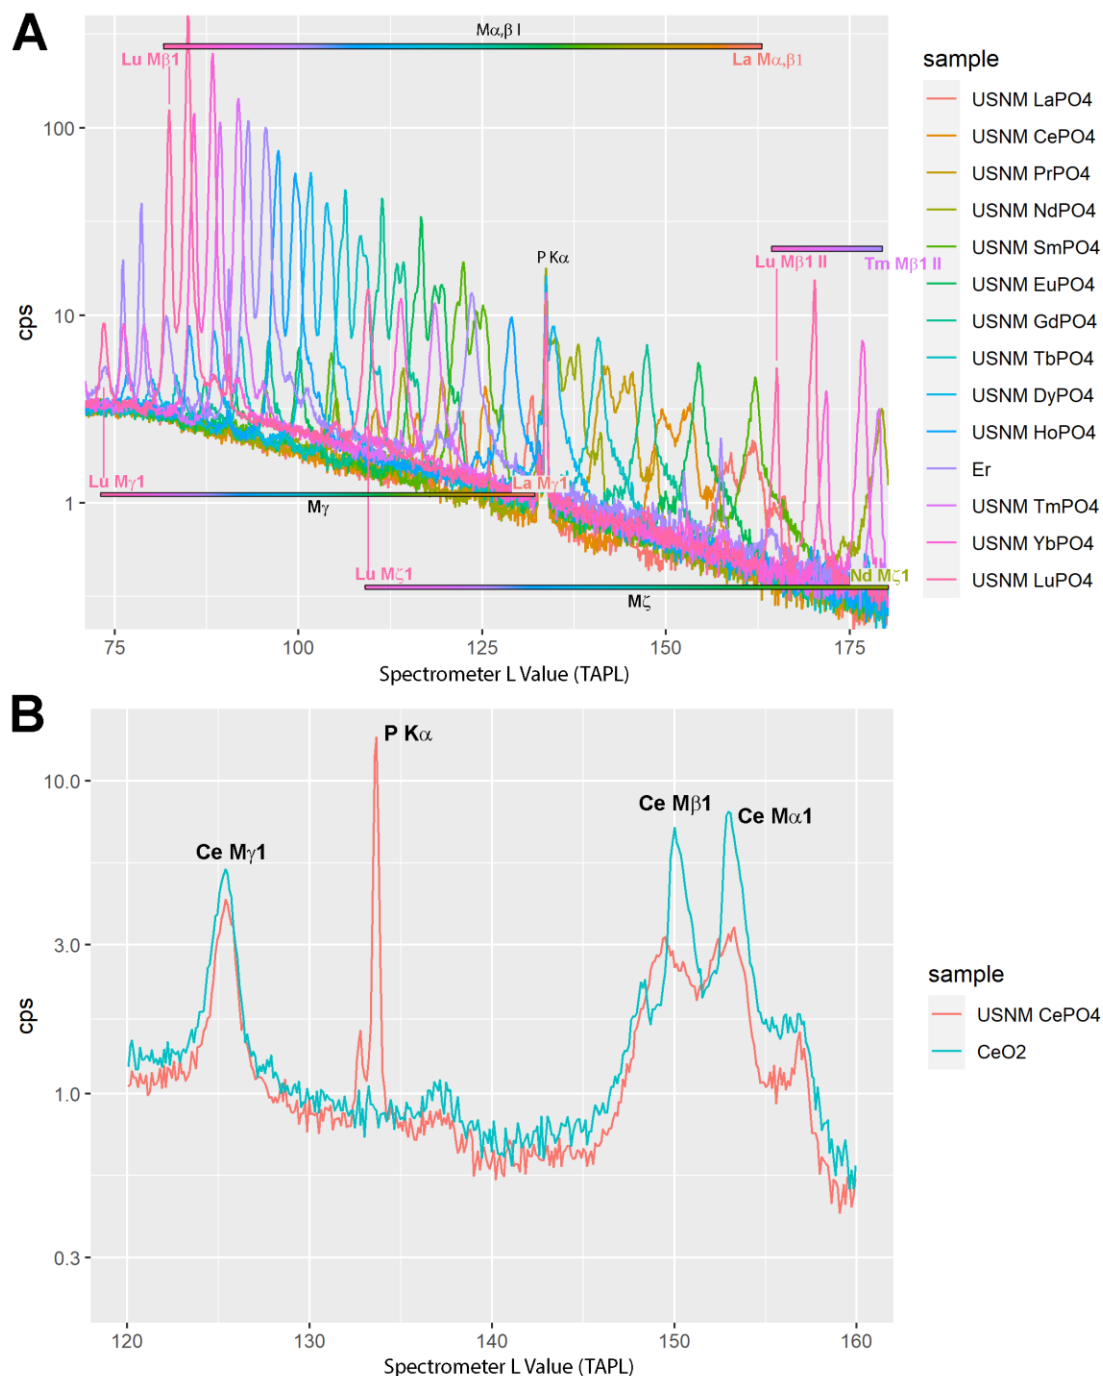 A
Mα,β I
Lu Mβ1
La Mα,β1
100
10
1
cps
P Kα
Lu Mβ1 II
Tm Mβ1 II
Lu Mγ1
La Mγ1
Mγ
Lu Mζ1
Nd Mζ1
Mζ
75
100
125
150
175
Spectrometer L Value (TAPL)
sample
USNM LaPO4
USNM CePO4
USNM PrPO4
USNM NdPO4
USNM SmPO4
USNM EuPO4
USNM GdPO4
USNM TbPO4
USNM DyPO4
USNM HoPO4
Er
USNM TmPO4
USNM YbPO4
USNM LuPO4
B
P Kα
Ce Mβ1
Ce Mα1
Ce Mγ1
10.0
3.0
1.0
0.3
cps
120
130
140
150
160
Spectrometer L Value (TAPL)
sample
USNM CePO4
CeO2